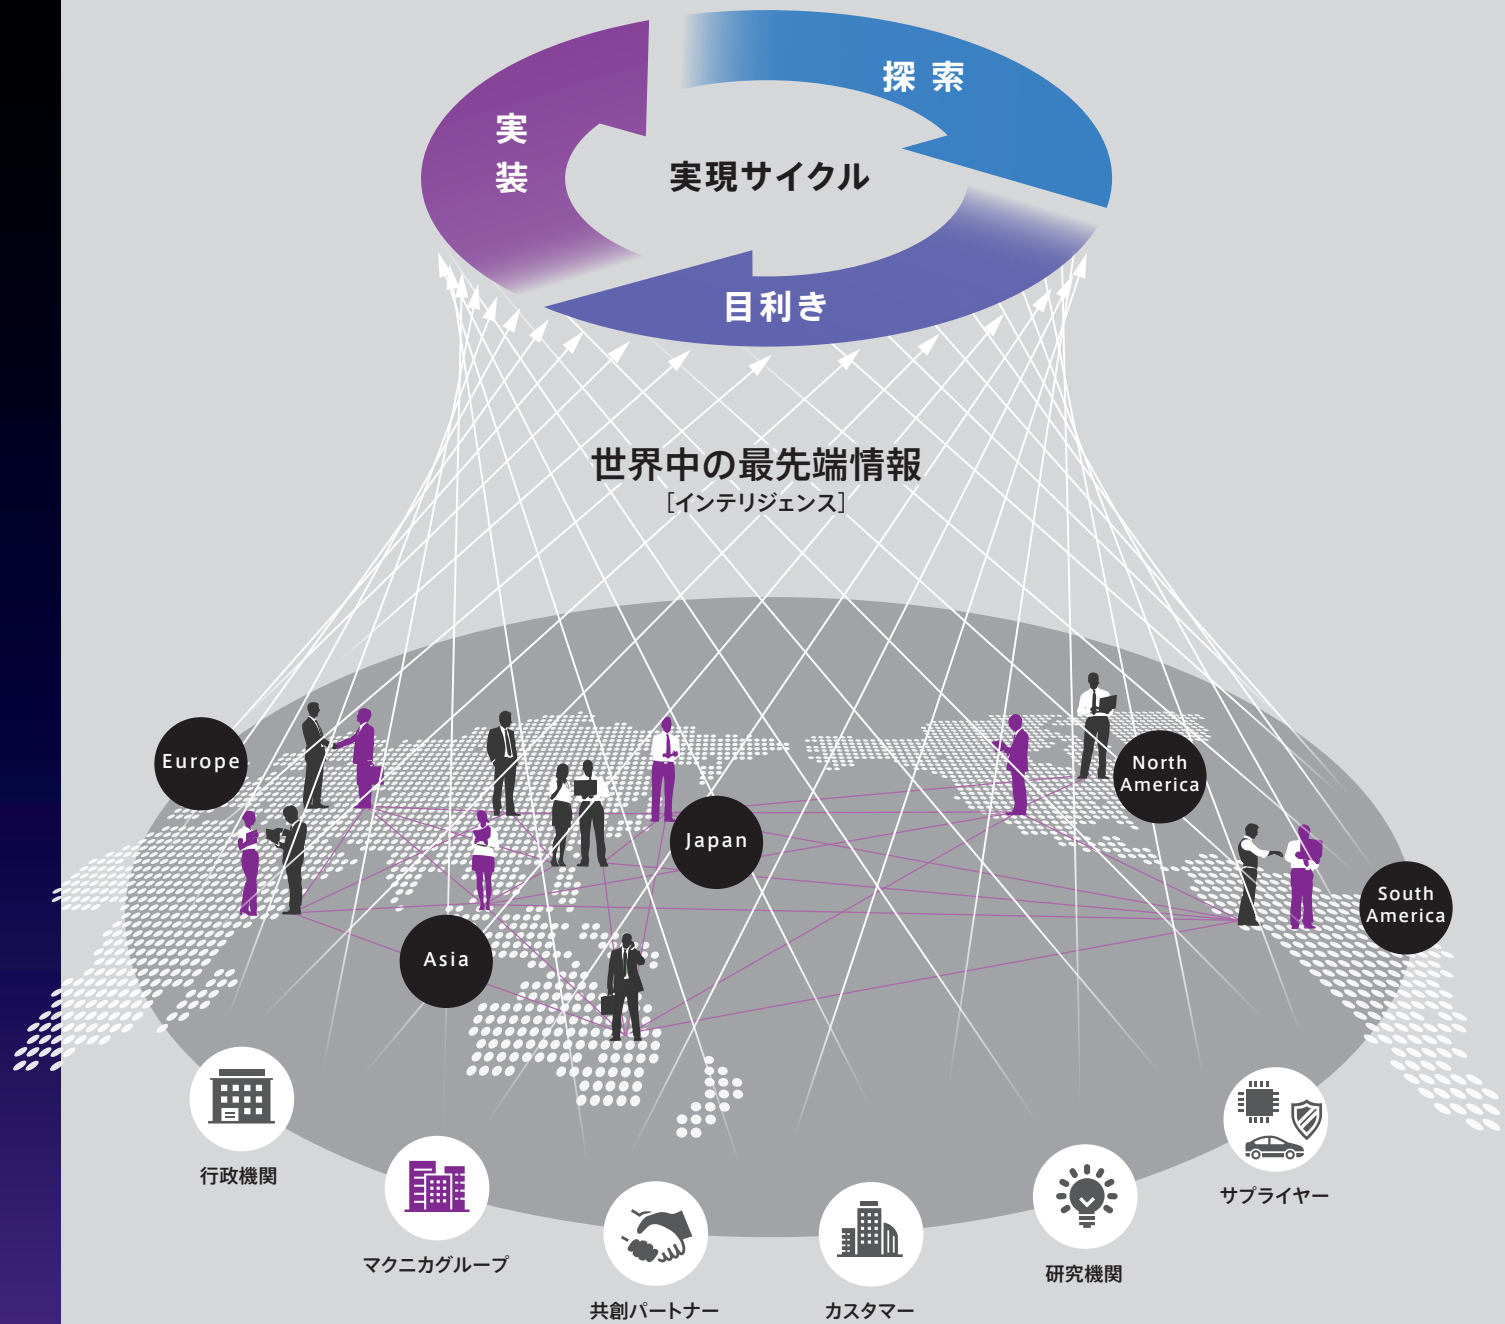 探索
実
装
実現サイクル
目利き
世界中の最先端情報
[インテリジェンス]
Europe
North
America
Japan
South
America
Asia
行政機関
サプライヤー
マクニカグループ
研究機関
共創パートナー
カスタマー